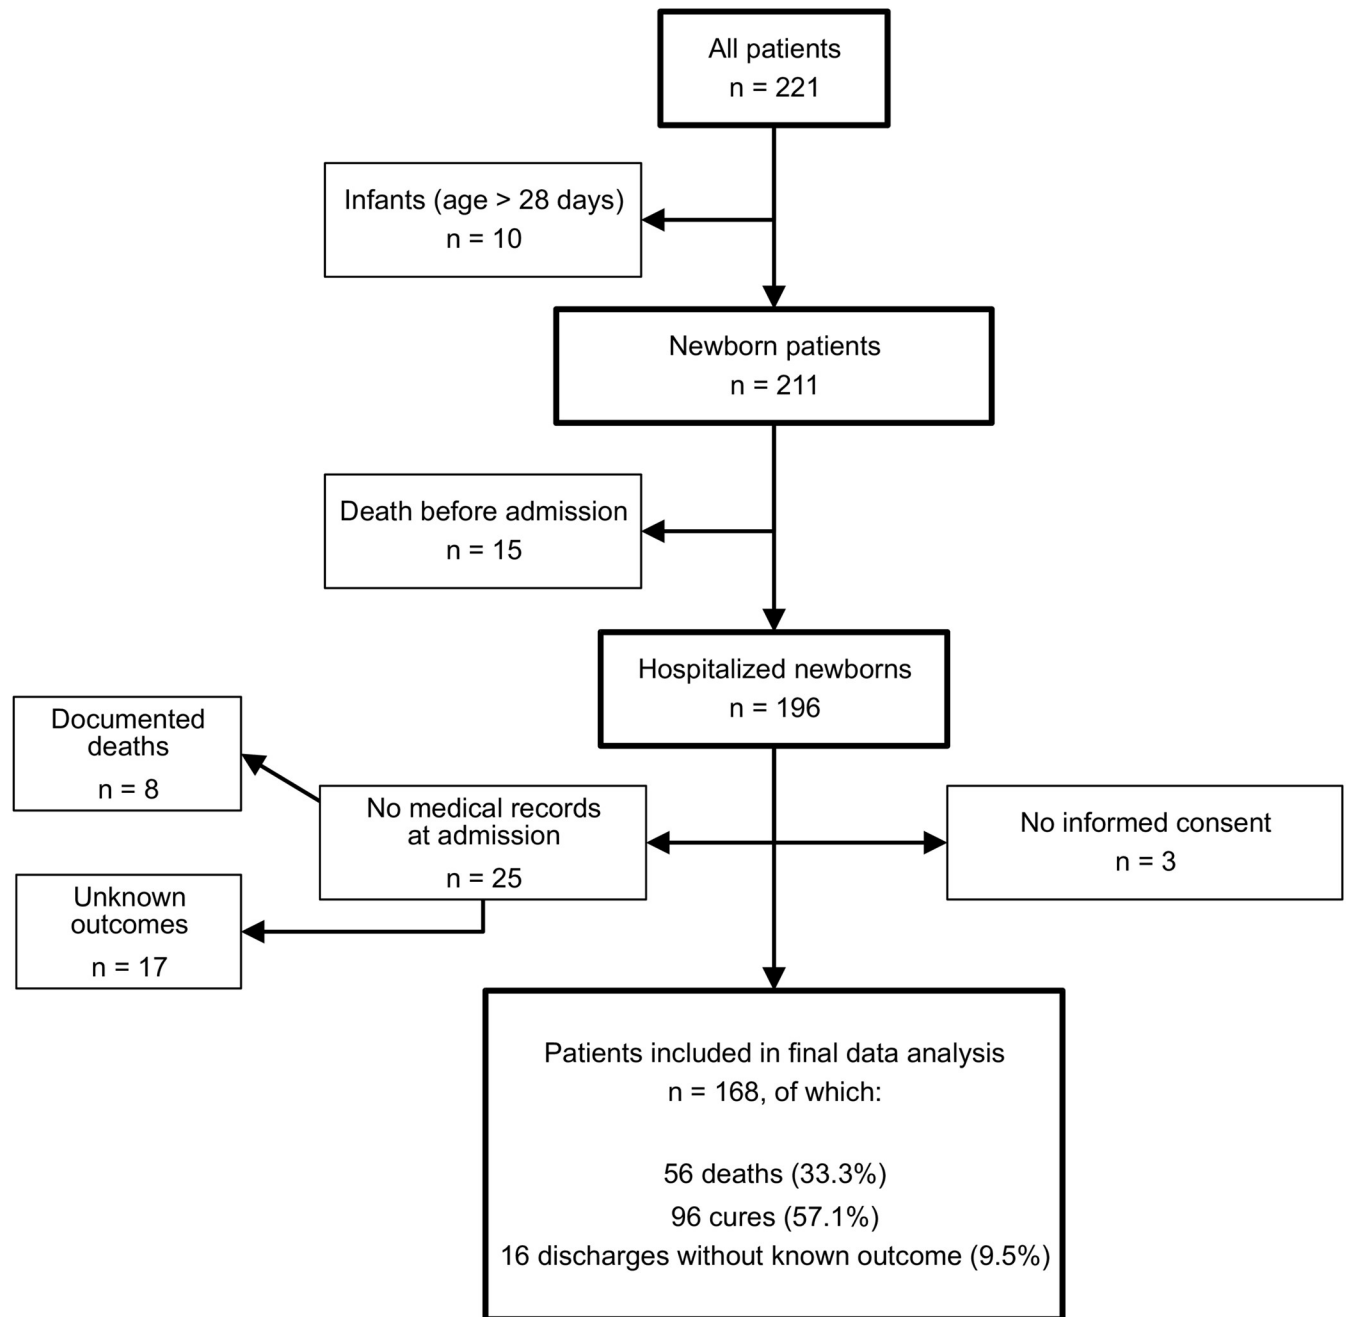 All patients
n = 221
Infants (age > 28 days)
n = 10
Newborn patients
n = 211
Death before admission
n = 15
Hospitalized newborns
n = 196
Documented
deaths
n = 8
No medical records
at admission
n = 25
No informed consent
n = 3
Unknown
outcomes
n = 17
Patients included in final data analysis
n = 168, of which:
56 deaths (33.3%)
96 cures (57.1%)
16 discharges without known outcome (9.5%)